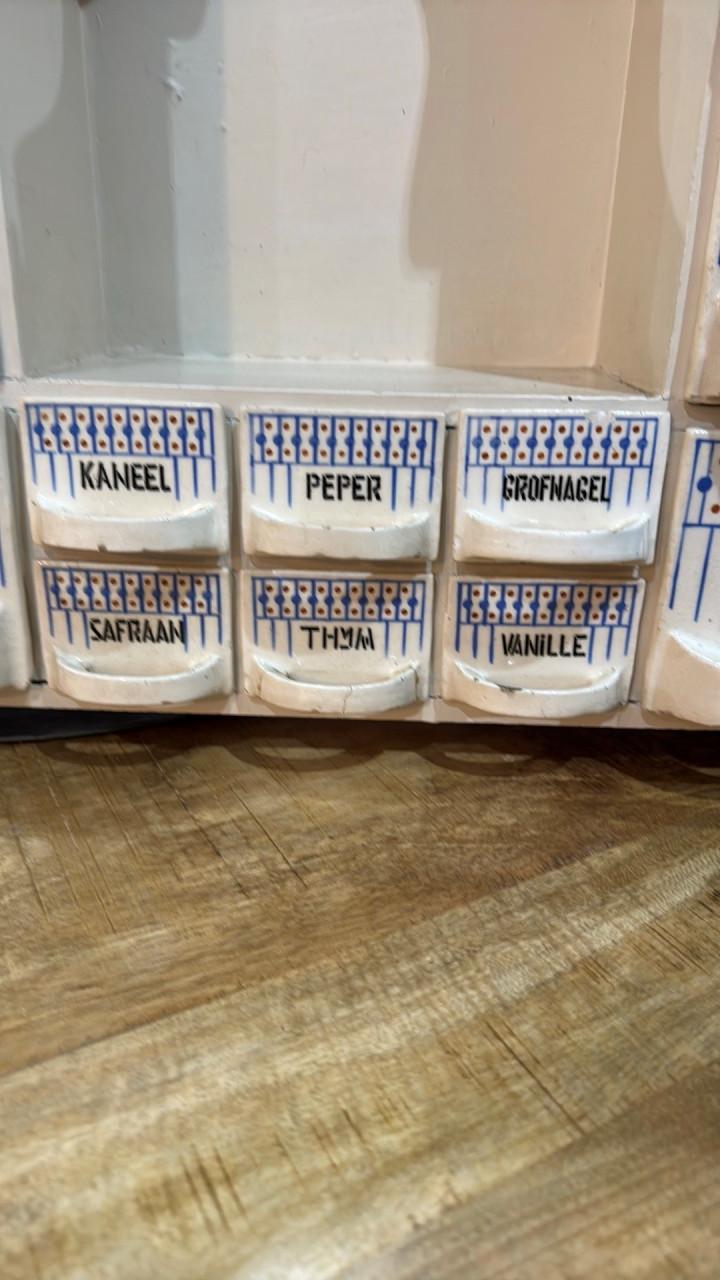 KANEEL
PEPER
GROFNAGEL
SAFRAAN
THYM
VANiLLE